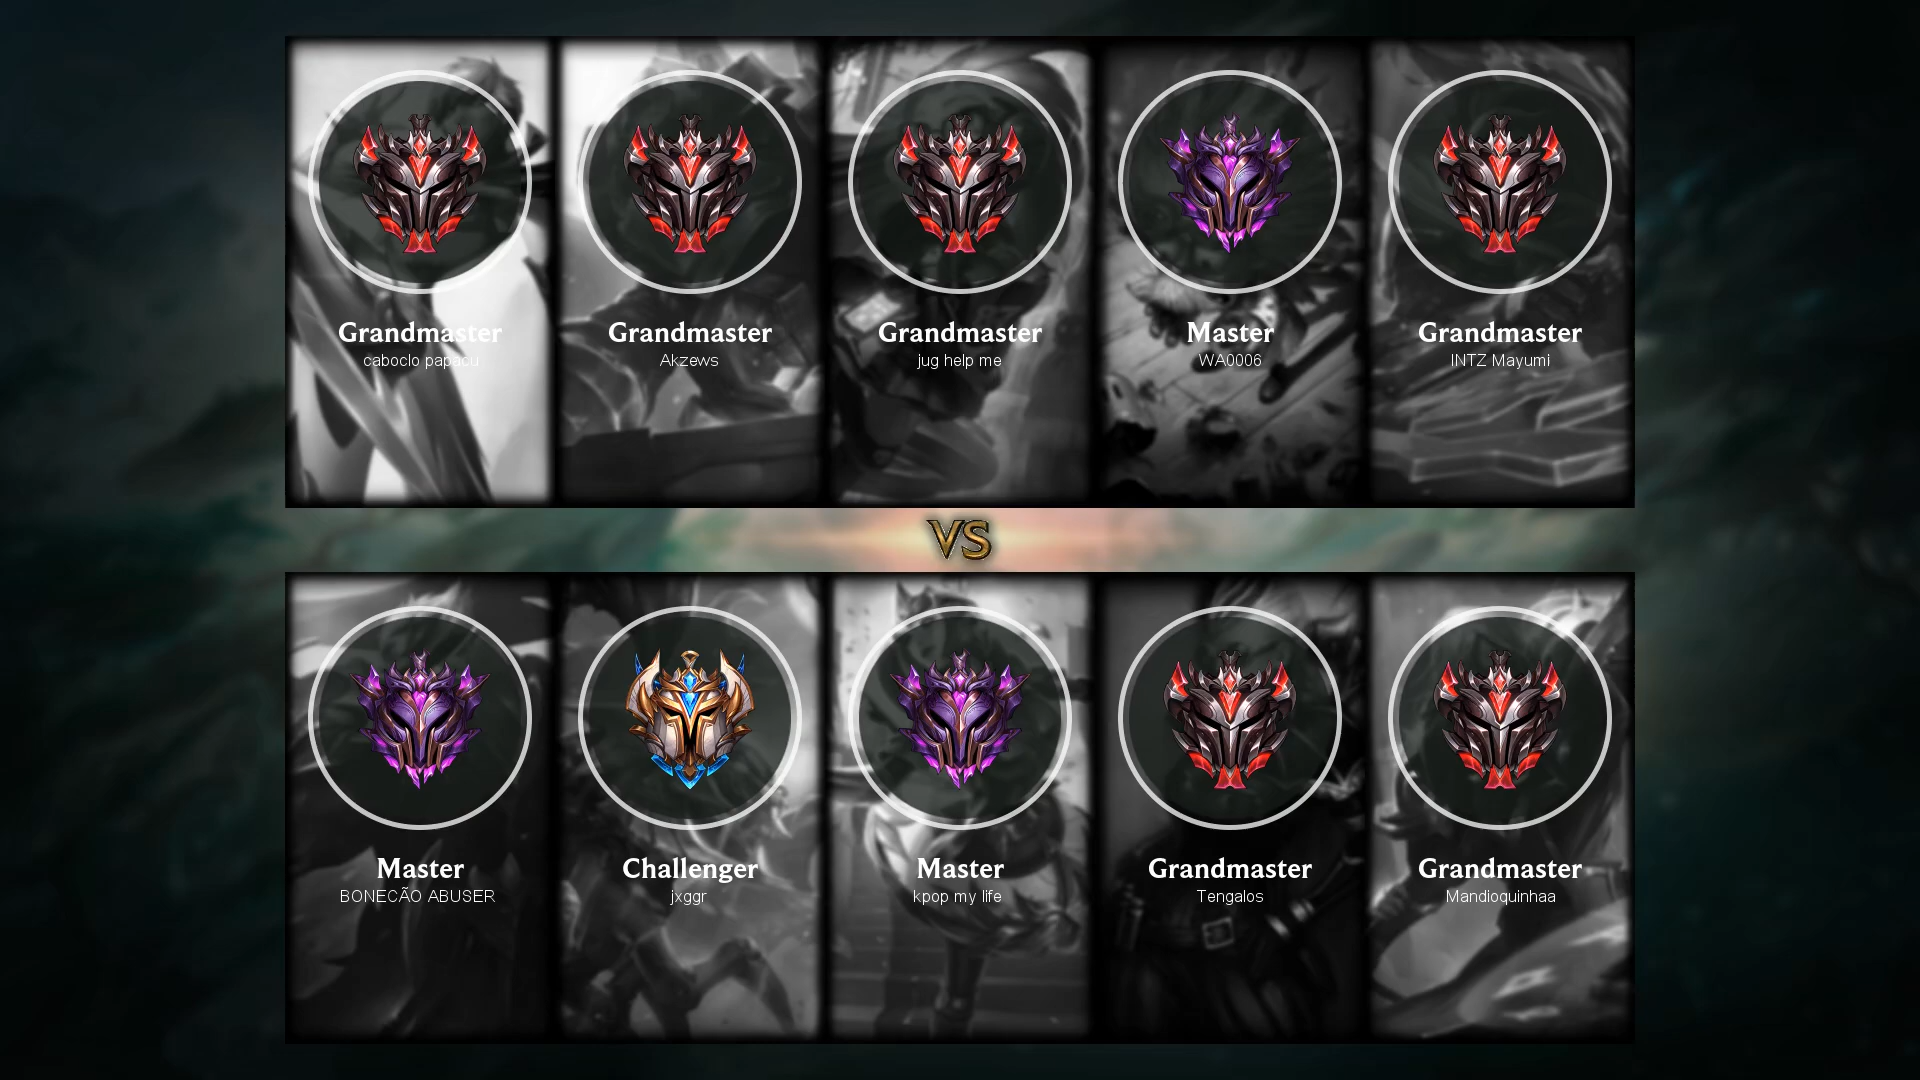 Grandmaster
caboclo papacu
Grandmaster
Akzews
Grandmaster
jug help me
Master
WA0006
Grandmaster
INTZ Mayumi
VS
Master
BONECÃO ABUSER
Challenger
jxggr
Master
kpop my life
Grandmaster
Tengalos
Grandmaster
Mandioquinhaa